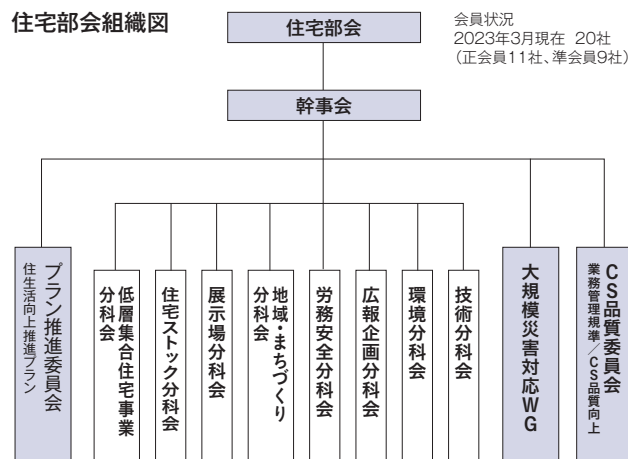 住宅部会組織図
住宅部会
会員状況
2023年3月現在 20社
（正会員11社、準会員9社）
幹事会
プラン推進委員会
住生活向上推進プラン
低層集合住宅事業
分科会
住宅ストック分科会
展示場分科会
地域・まちづくり
分科会
労務安全分科会
広報企画分科会
環境分科会
技術分科会
大規模災害対応WG
CS品質委員会
業務管理規準／CS品質向上